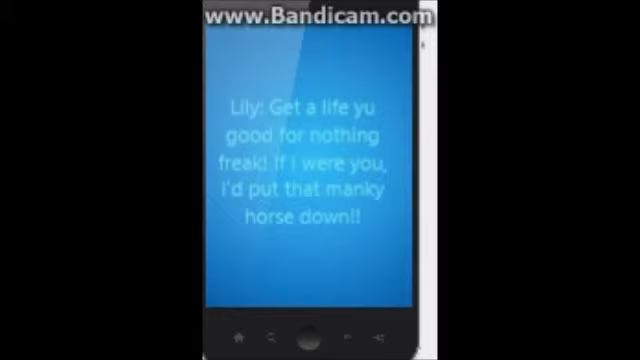 www.Bandicam.com
Lily: Get a life yu
good for nothing
freak! If I were you,
I'd put that manky
horse down!!